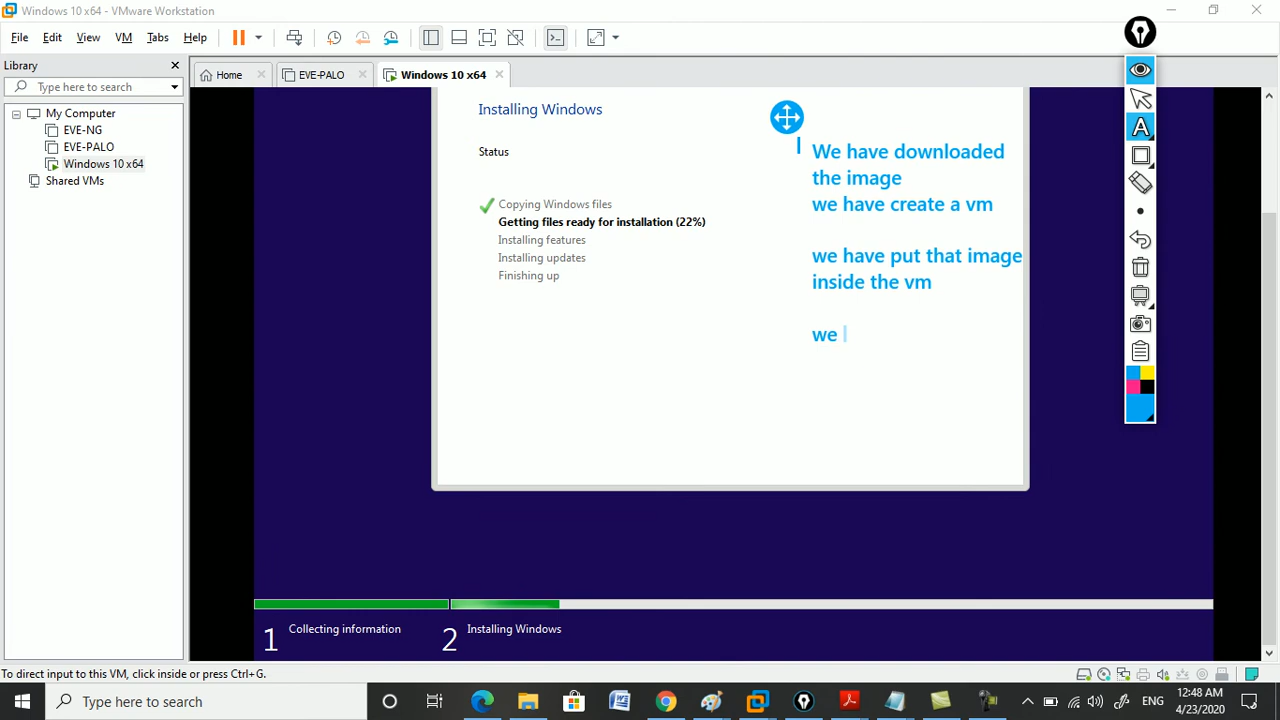 Windows 10 x64 - VMware Workstation
File Edit View VM Tabs Help
Library
Type here to search
My Computer
EVE-NG
EVE-PALO
Windows 10 x64
Shared VMs
Home EVE-PALO Windows 10 x64
Installing Windows
Status
Copying Windows files
Getting files ready for installation (22%)
Installing features
Installing updates
Finishing up
We have downloaded
the image
we have create a vm
we have put that image
inside the vm
we
A
1 Collecting information 2 Installing Windows
To direct input to this VM, click inside or press Ctrl+G.
Type here to search
ENG
12:48 AM
4/23/2020